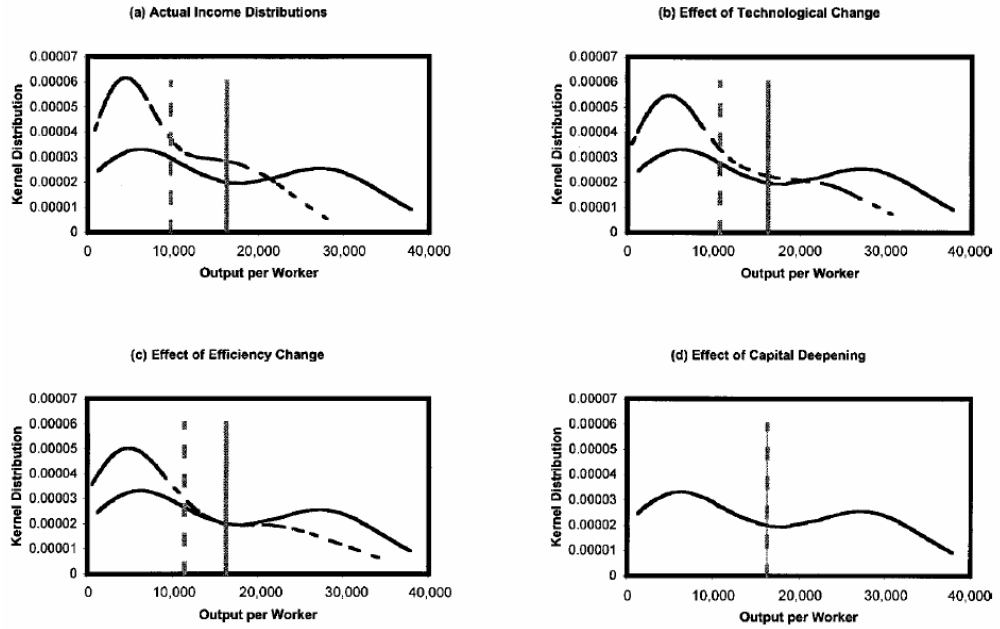 (a) Actual Income Distributions
Kernel Distribution
0.00007
0.00006
0.00005
0.00004
0.00003
0.00002
0.00001
0
0 10,000 20,000 30,000 40,000
Output per Worker
(b) Effect of Technological Change
Kernel Distribution
0.00007
0.00006
0.00005
0.00004
0.00003
0.00002
0.00001
0
0 10,000 20,000 30,000 40,000
Output per Worker
(c) Effect of Efficiency Change
Kernel Distribution
0.00007
0.00006
0.00005
0.00004
0.00003
0.00002
0.00001
0
0 10,000 20,000 30,000 40,000
Output per Worker
(d) Effect of Capital Deepening
Kernel Distribution
0.00007
0.00006
0.00005
0.00004
0.00003
0.00002
0.00001
0
0 10,000 20,000 30,000 40,000
Output per Worker